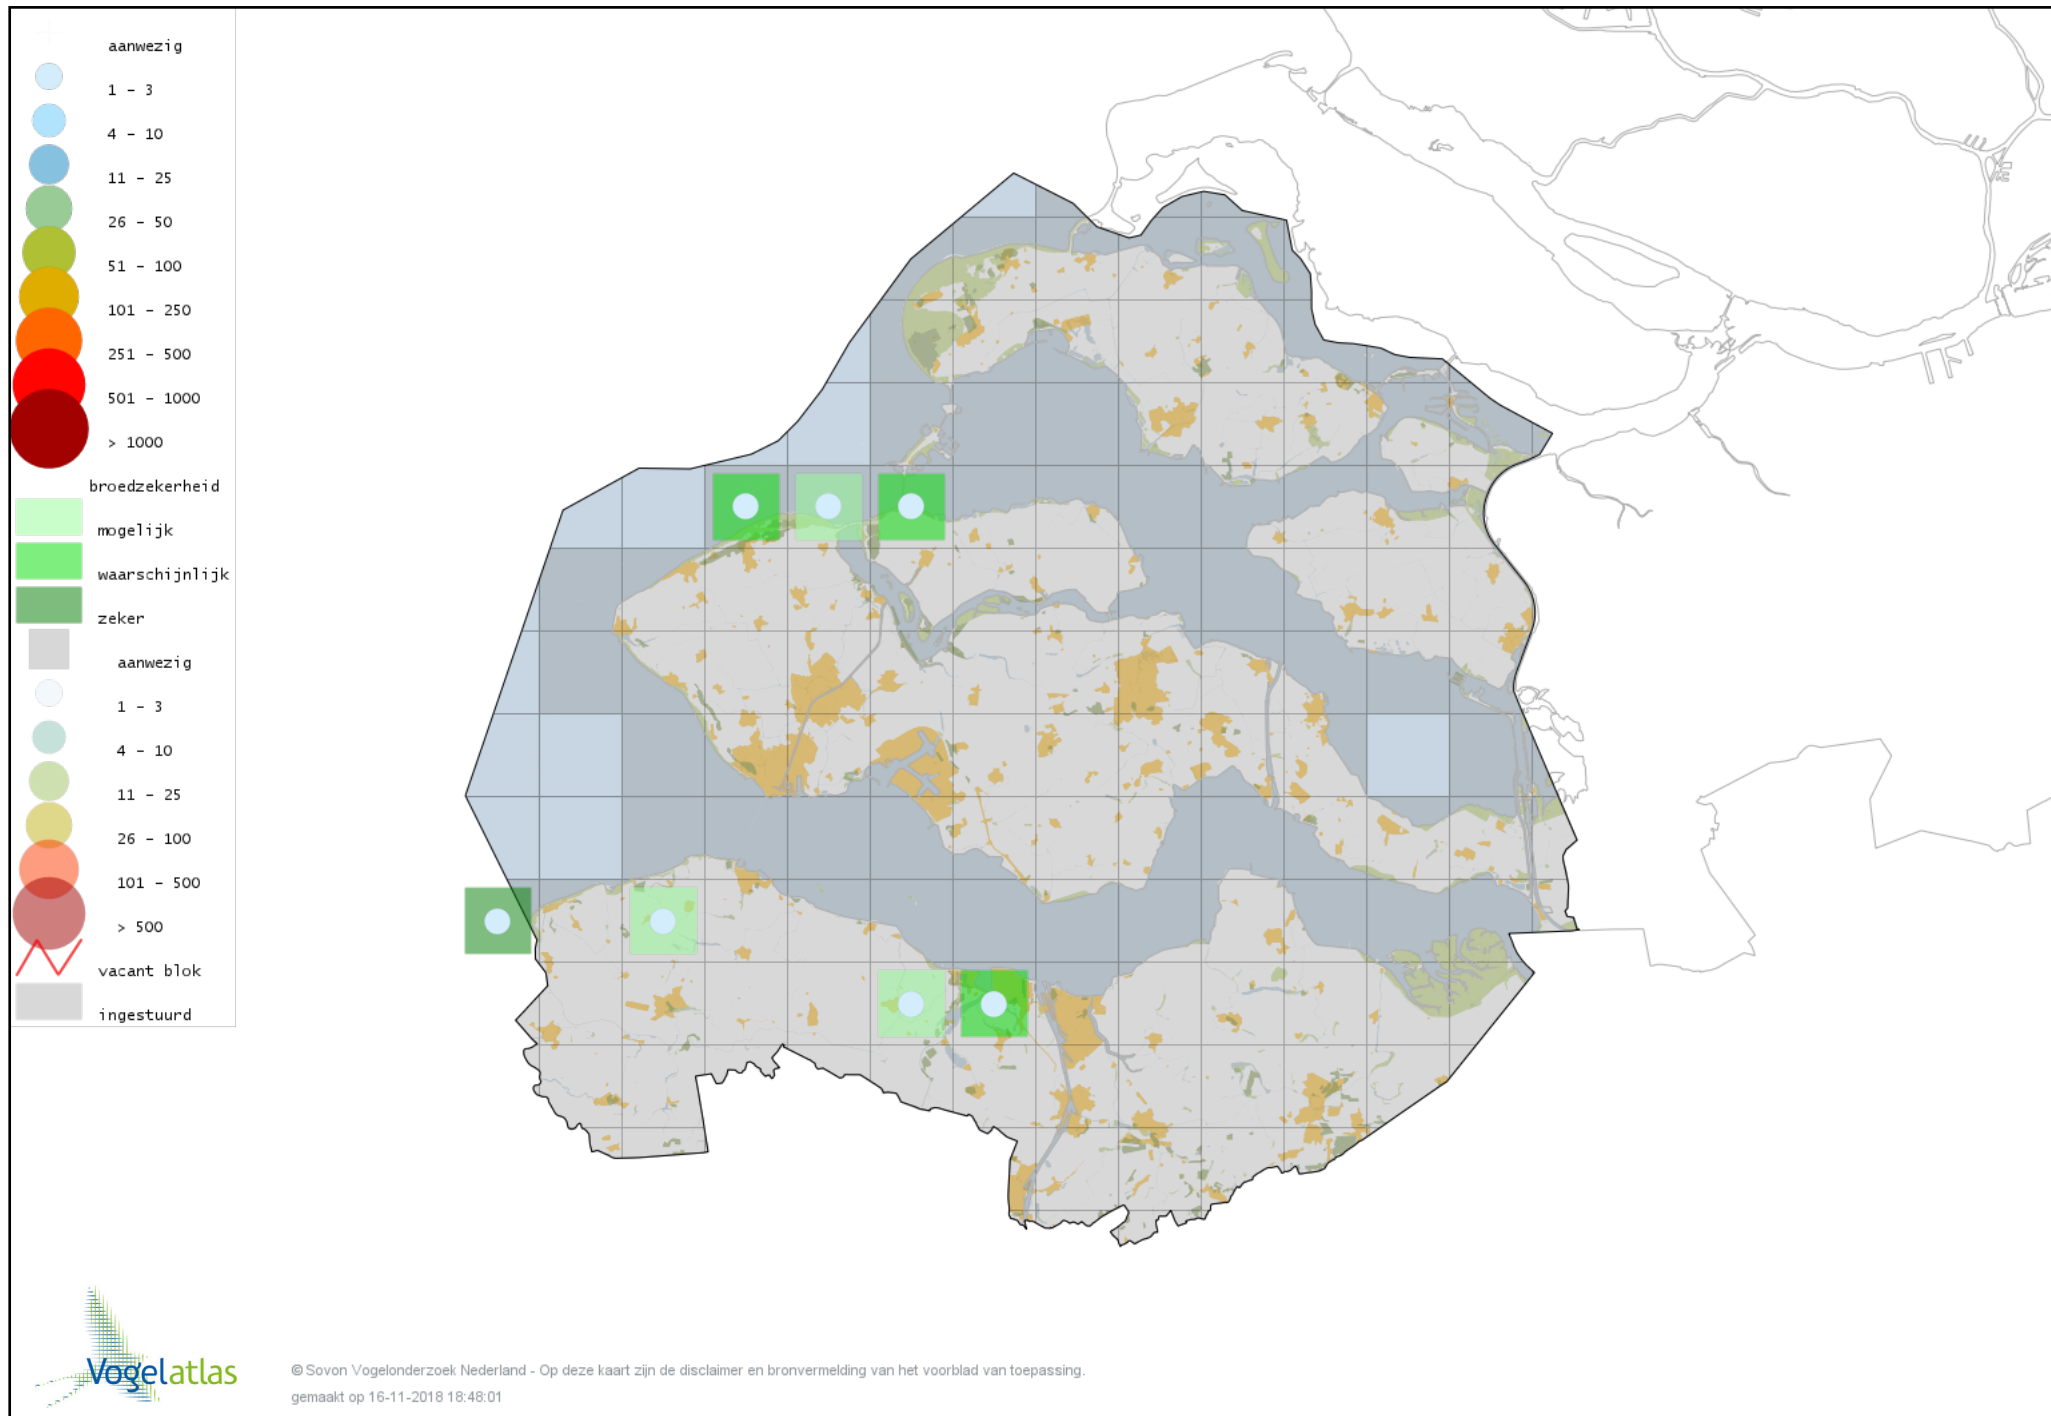 aanwezig
1 - 3
4 - 10
11 - 25
26 - 50
51 - 100
101 - 250
251 - 500
501 - 1000
> 1000
broedzekerheid
mogelijk
waarschijnlijk
zeker
aanwezig
1 - 3
4 - 10
11 - 25
26 - 100
101 - 500
> 500
vacant blok
ingestuurd
Vogelatlas
© Sovon Vogelonderzoek Nederland - Op deze kaart zijn de disclaimer en bronvermelding van het voorblad van toepassing.
gemaakt op 16-11-2018 18:48:01